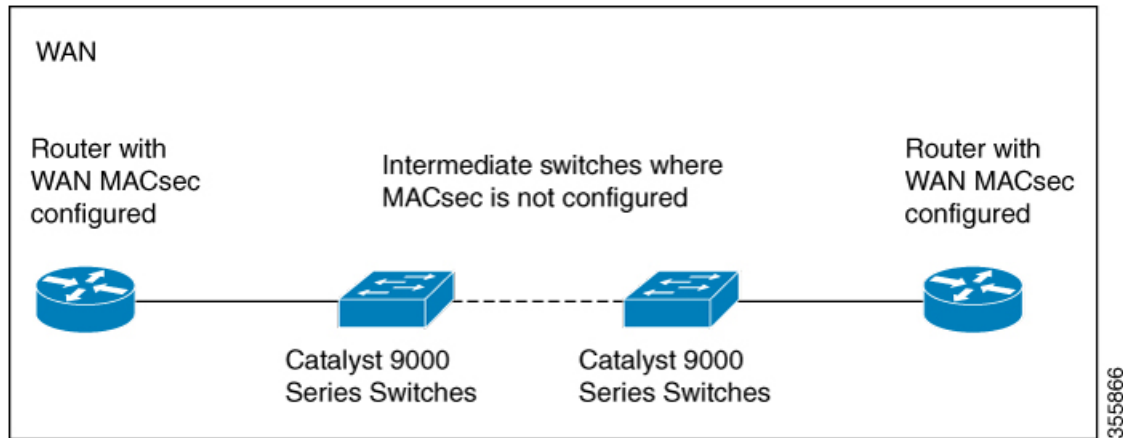 WAN
Router with
WAN MACsec
configured
Intermediate switches where
MACsec is not configured
Router with
WAN MACsec
configured
Catalyst 9000
Series Switches
Catalyst 9000
Series Switches
355866